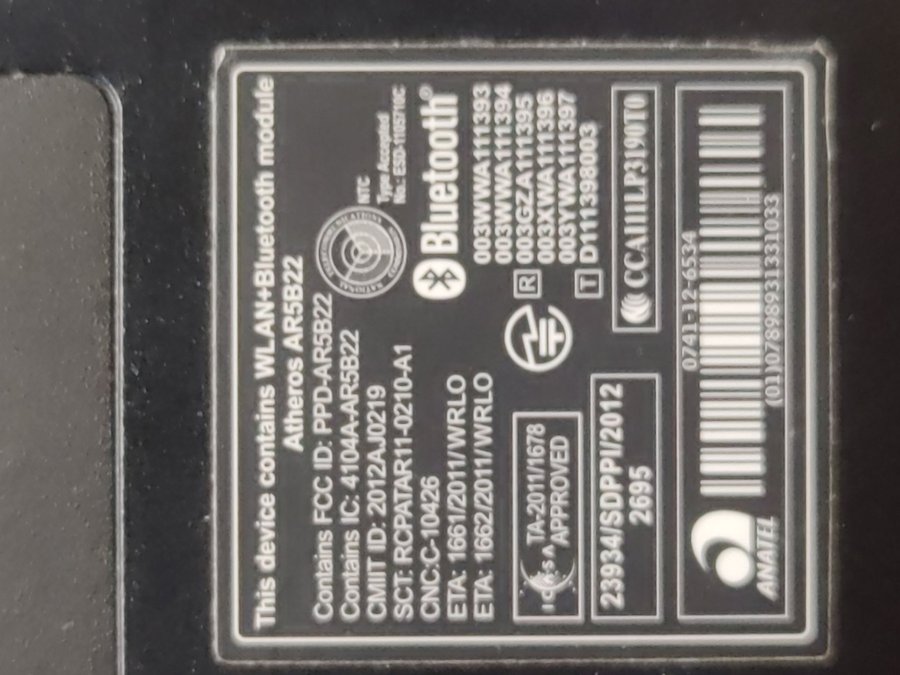 This device contains WLAN+Bluetooth module
Atheros AR5B22
Contains FCC ID: PPD-AR5B22
Contains IC: 4104A-AR5B22
CMIIT ID: 2012AJ0219
SCT: RCPATAR11-0210-A1
CNC:C-10426
ETA: 1661/2011/WRLO
ETA: 1662/2011/WRLO
NTC
Type Accepted
No.: ESD-1105710C
Bluetooth®
003WWA111393
003WWA111394
R 003GZA111395
003XWA111396
003YWA111397
T D111398003
ICASA TA-2011/1678
APPROVED
CCAI11LP3190T0
23934/SDPPI/2012
2695
0741-12-6534
(01)07898931331033
ANATEL